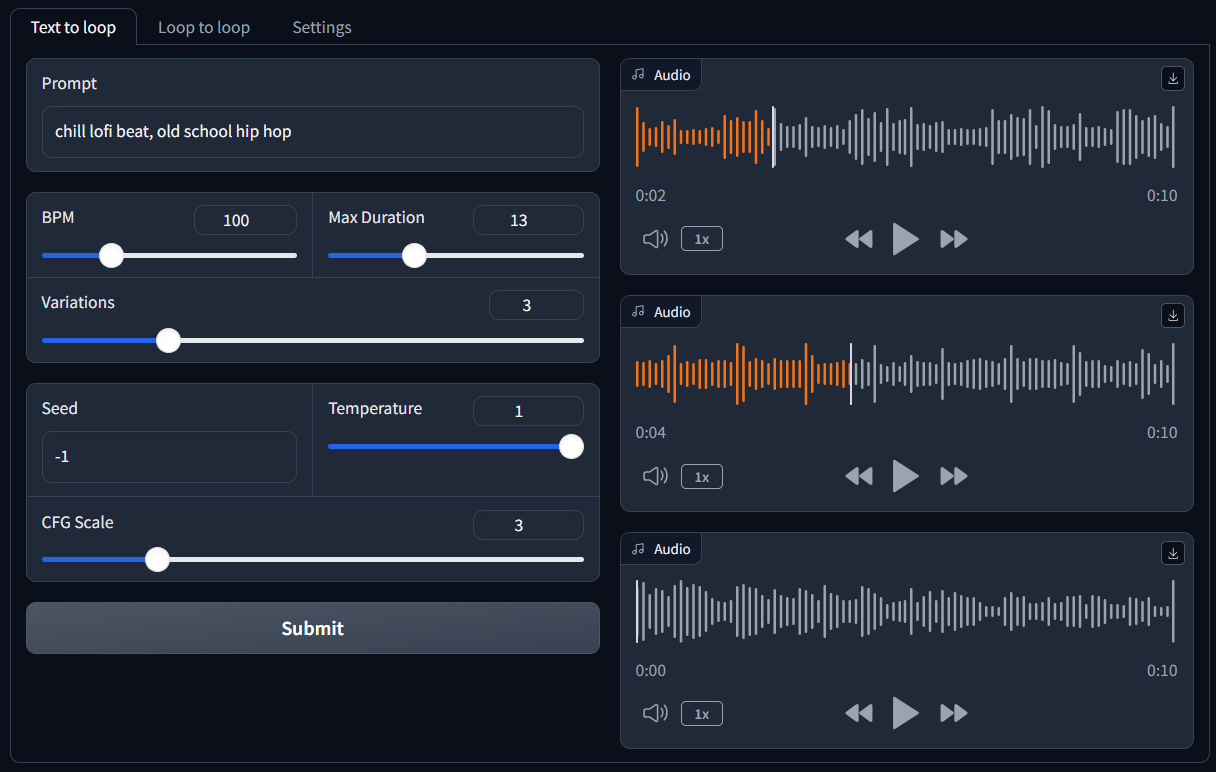 Text to loop
Loop to loop
Settings
Prompt
chill lofi beat, old school hip hop
BPM
100
Max Duration
13
Variations
3
Seed
-1
Temperature
1
CFG Scale
3
Submit
Audio
0:02
0:10
1x
Audio
0:04
0:10
1x
Audio
0:00
0:10
1x